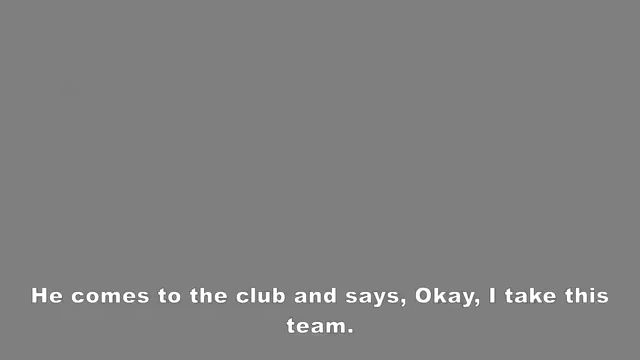 He comes to the club and says, Okay, I take this
team.